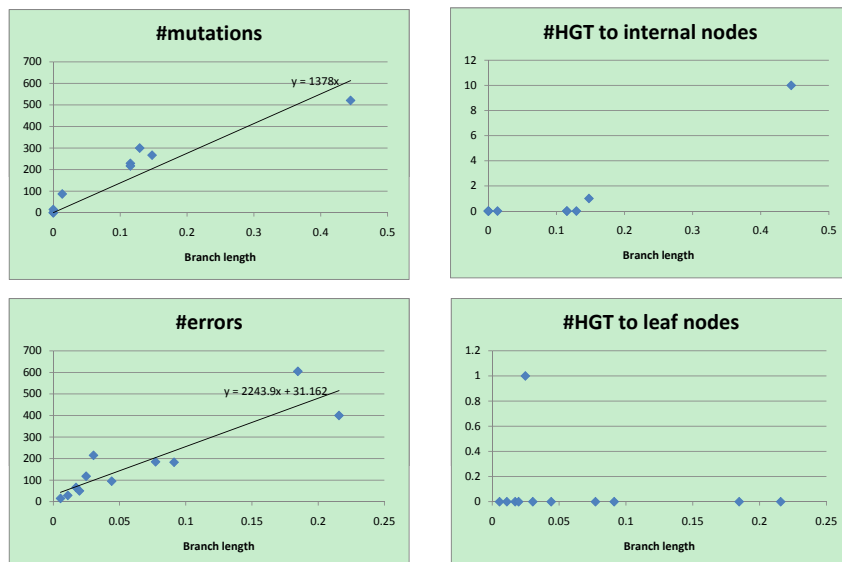 #mutations
700
600
500
400
300
200
100
0
y = 1378x
0 0.1 0.2 0.3 0.4 0.5
Branch length
#HGT to internal nodes
12
10
8
6
4
2
0
0 0.1 0.2 0.3 0.4 0.5
Branch length
#errors
700
600
500
400
300
200
100
0
y = 2243.9x + 31.162
0 0.05 0.1 0.15 0.2 0.25
Branch length
#HGT to leaf nodes
1.2
1
0.8
0.6
0.4
0.2
0
0 0.05 0.1 0.15 0.2 0.25
Branch length